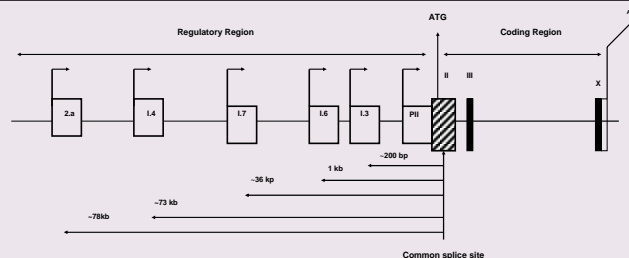 ATG
Regulatory Region
Coding Region
II III
X
2.a I.4 I.7 I.6 I.3 PII
~200 bp
1 kb
~36 kp
~73 kb
~78kb
Common splice site